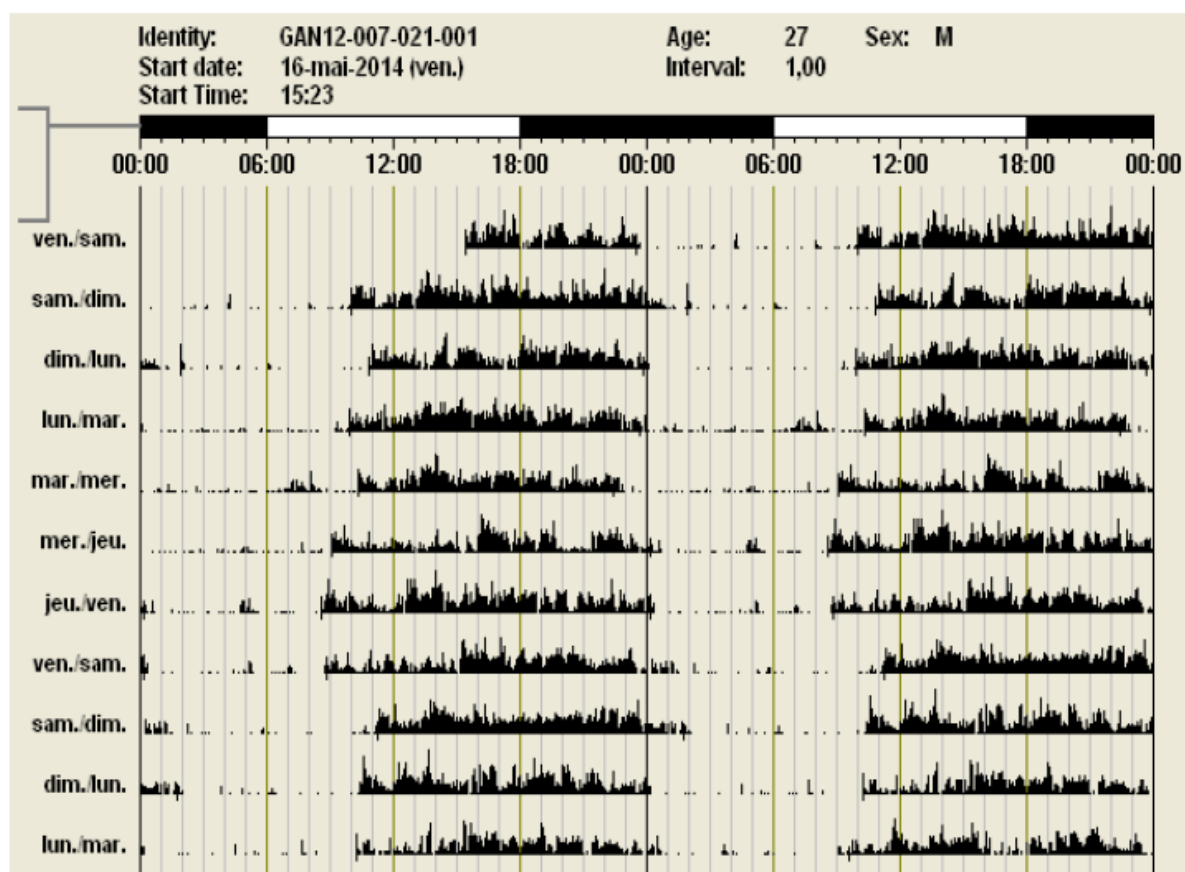 Identity: GAN12-007-021-001 Age: 27 Sex: M
Start date: 16-mai-2014 (ven.) Interval: 1,00
Start Time: 15:23
00:00 06:00 12:00 18:00 00:00 06:00 12:00 18:00 00:00
ven./sam.
sam./dim.
dim./lun.
lun./mar.
mar./mer.
mer./jeu.
jeu./ven.
ven./sam.
sam./dim.
dim./lun.
lun./mar.